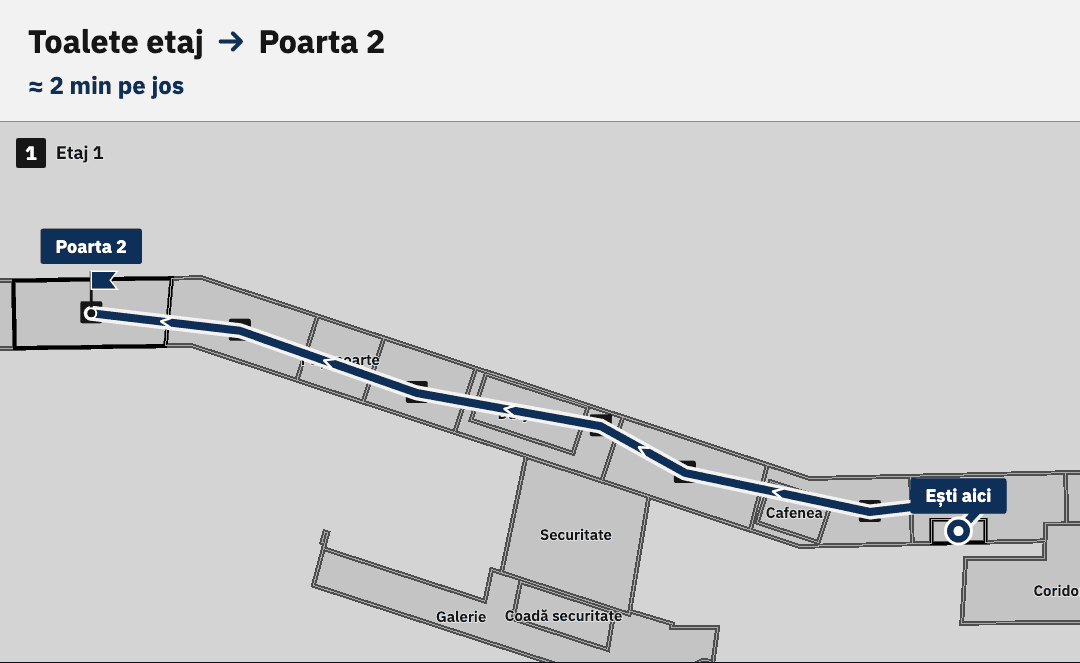 Toalete etaj → Poarta 2
≈ 2 min pe jos
1 Etaj 1
Poarta 2
Ești aici
Cafenea
Securitate
Galerie
Coadă securitate
Corido